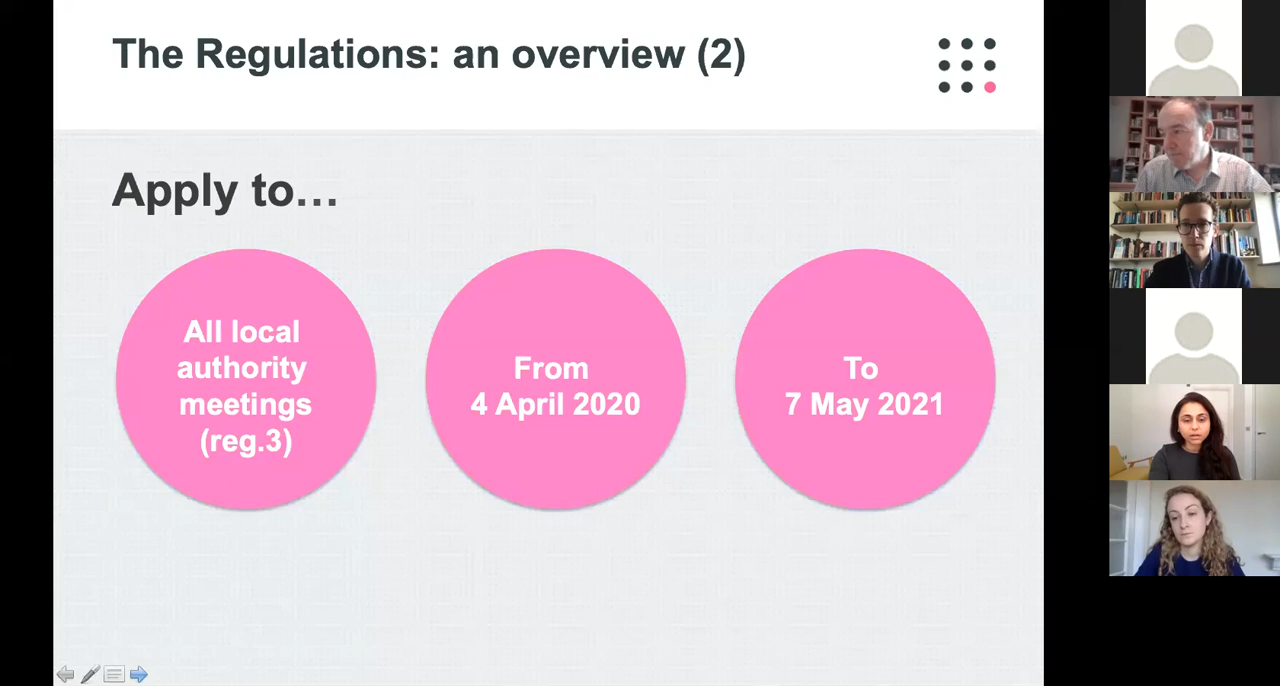 The Regulations: an overview (2)
Apply to…
All local
authority
meetings
(reg.3)
From
4 April 2020
To
7 May 2021